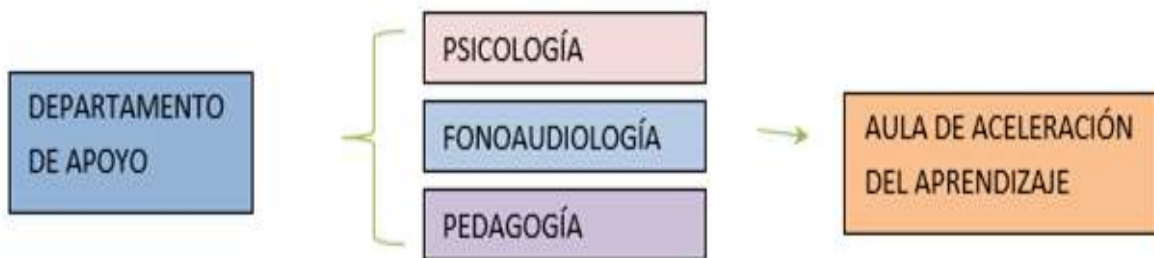 DEPARTAMENTO
DE APOYO
PSICOLOGÍA
FONOAUDIOLOGÍA
PEDAGOGÍA
AULA DE ACELERACIÓN
DEL APRENDIZAJE